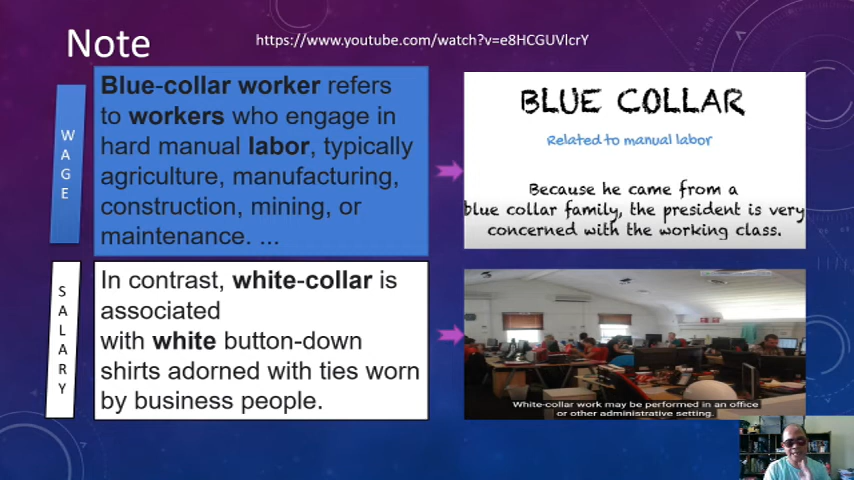 Note
https://www.youtube.com/watch?v=e8HCGUVlcrY
WAGE
Blue-collar worker refers
to workers who engage in
hard manual labor, typically
agriculture, manufacturing,
construction, mining, or
maintenance. ...
BLUE COLLAR
Related to manual labor
Because he came from a
blue collar family, the president is very
concerned with the working class.
SALARY
In contrast, white-collar is
associated
with white button-down
shirts adorned with ties worn
by business people.
White-collar work may be performed in an office
or other administrative setting.